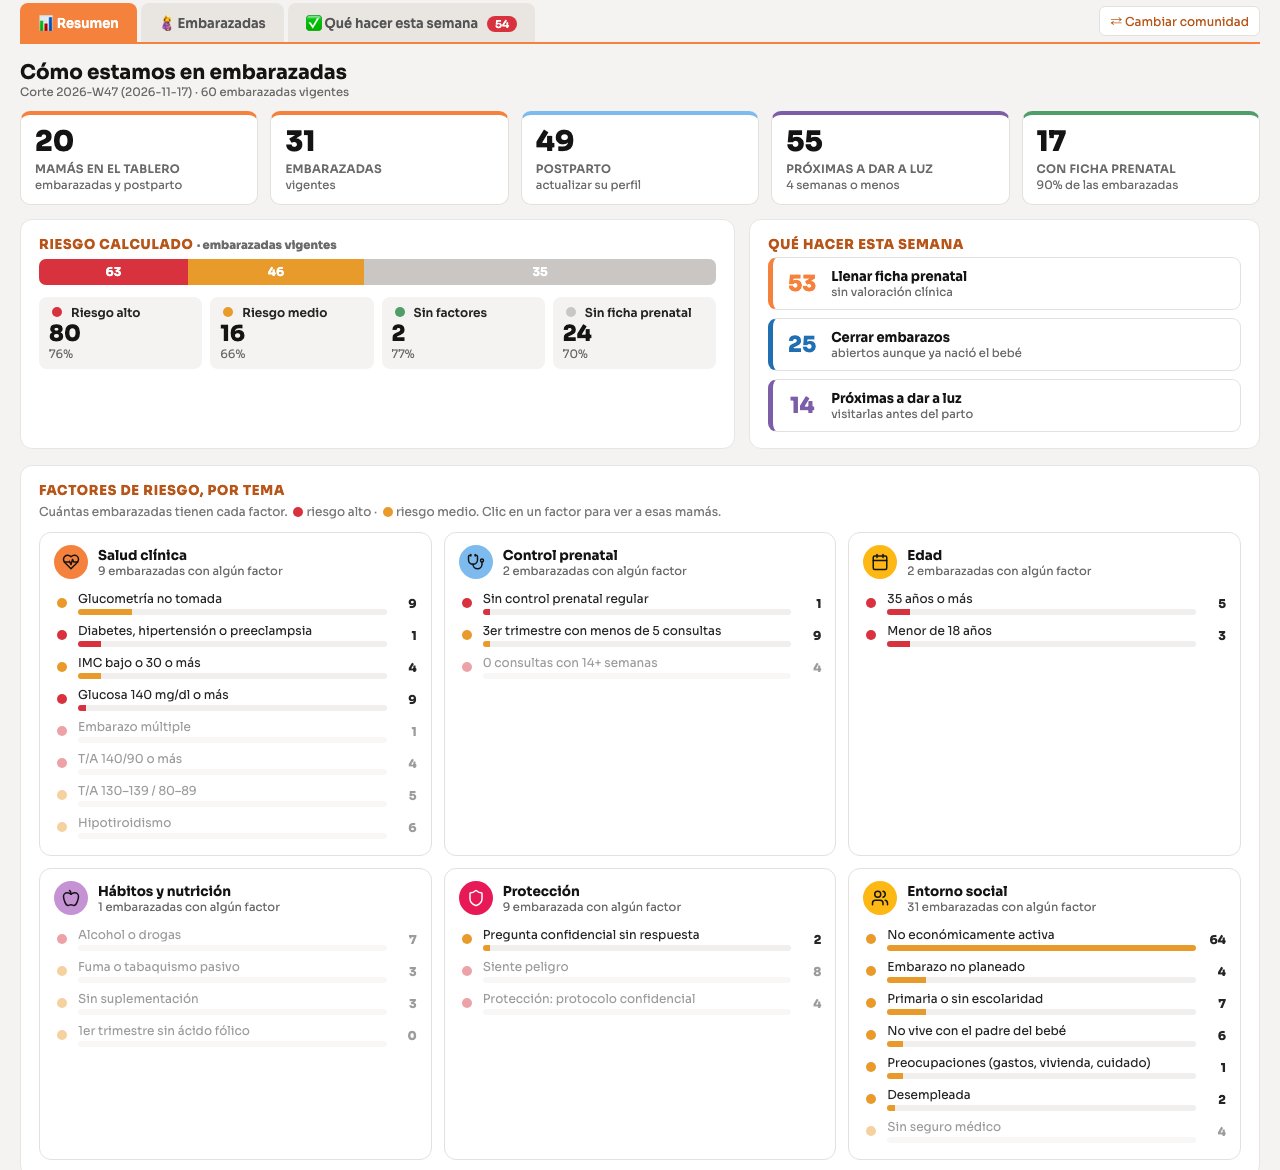 Resumen
Embarazadas
Qué hacer esta semana 54
⇄ Cambiar comunidad
Cómo estamos en embarazadas
Corte 2026-W47 (2026-11-17) · 60 embarazadas vigentes
20
MAMÁS EN EL TABLERO
embarazadas y postparto
31
EMBARAZADAS
vigentes
49
POSTPARTO
actualizar su perfil
55
PRÓXIMAS A DAR A LUZ
4 semanas o menos
17
CON FICHA PRENATAL
90% de las embarazadas
RIESGO CALCULADO · embarazadas vigentes
63
46
35
Riesgo alto
80
76%
Riesgo medio
16
66%
Sin factores
2
77%
Sin ficha prenatal
24
70%
QUÉ HACER ESTA SEMANA
53
Llenar ficha prenatal
sin valoración clínica
25
Cerrar embarazos
abiertos aunque ya nació el bebé
14
Próximas a dar a luz
visitarlas antes del parto
FACTORES DE RIESGO, POR TEMA
Cuántas embarazadas tienen cada factor. riesgo alto · riesgo medio. Clic en un factor para ver a esas mamás.
Salud clínica
9 embarazadas con algún factor
Glucometría no tomada 9
Diabetes, hipertensión o preeclampsia 1
IMC bajo o 30 o más 4
Glucosa 140 mg/dl o más 9
Embarazo múltiple 1
T/A 140/90 o más 4
T/A 130–139 / 80–89 5
Hipotiroidismo 6
Control prenatal
2 embarazadas con algún factor
Sin control prenatal regular 1
3er trimestre con menos de 5 consultas 9
0 consultas con 14+ semanas 4
Edad
2 embarazadas con algún factor
35 años o más 5
Menor de 18 años 3
Hábitos y nutrición
1 embarazadas con algún factor
Alcohol o drogas 7
Fuma o tabaquismo pasivo 3
Sin suplementación 3
1er trimestre sin ácido fólico 0
Protección
9 embarazada con algún factor
Pregunta confidencial sin respuesta 2
Siente peligro 8
Protección: protocolo confidencial 4
Entorno social
31 embarazadas con algún factor
No económicamente activa 64
Embarazo no planeado 4
Primaria o sin escolaridad 7
No vive con el padre del bebé 6
Preocupaciones (gastos, vivienda, cuidado) 1
Desempleada 2
Sin seguro médico 4